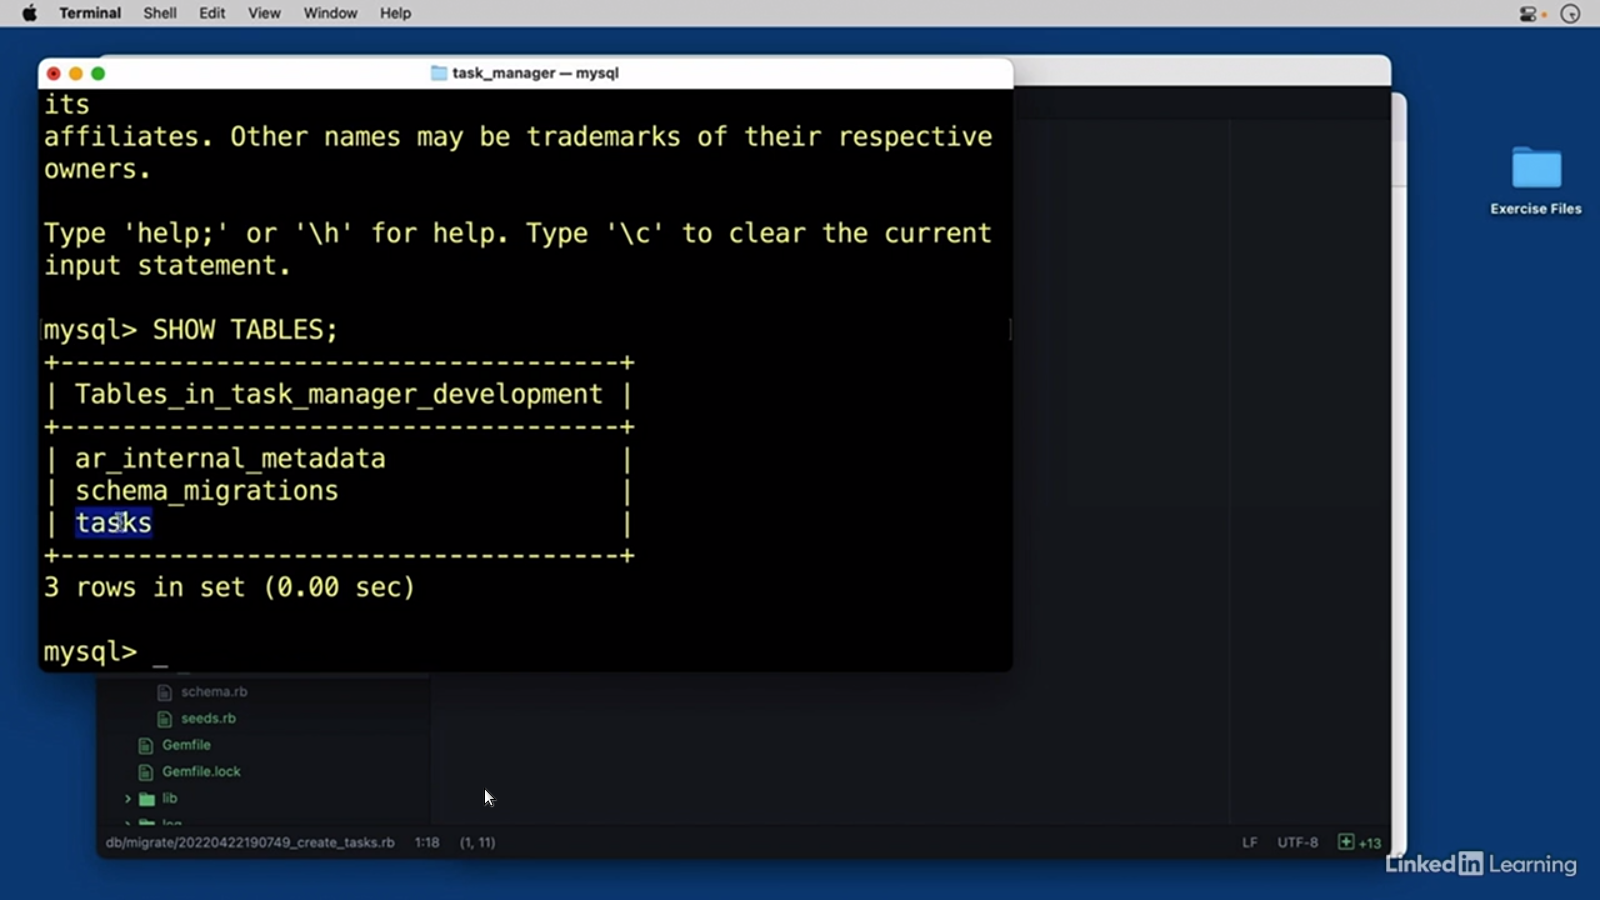 Terminal Shell Edit View Window Help
task_manager — mysql
its
affiliates. Other names may be trademarks of their respective
owners.
Type 'help;' or '\h' for help. Type '\c' to clear the current
input statement.
mysql> SHOW TABLES;
+------------------------------------+
| Tables_in_task_manager_development |
+------------------------------------+
| ar_internal_metadata |
| schema_migrations |
| tasks |
+------------------------------------+
3 rows in set (0.00 sec)
mysql> _
Exercise Files
schema.rb
seeds.rb
Gemfile
Gemfile.lock
lib
log
db/migrate/20220422190749_create_tasks.rb 1:18 (1, 11) LF UTF-8 +13
LinkedIn Learning